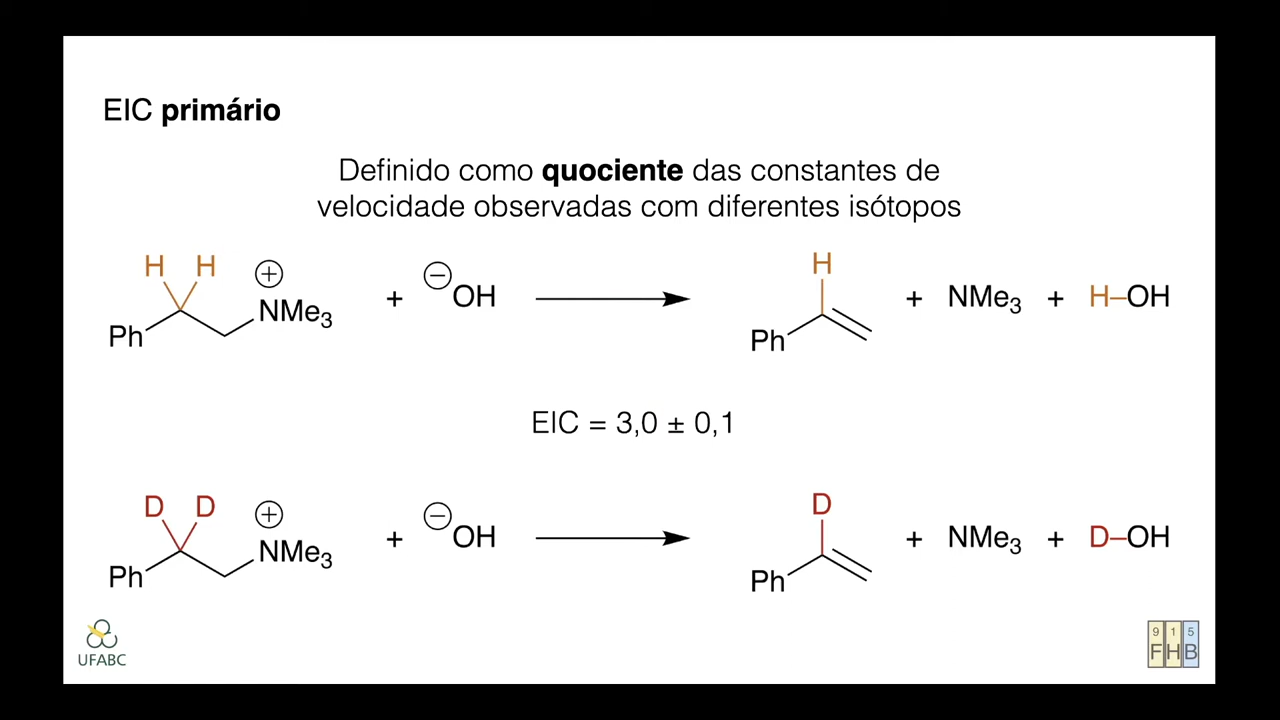 EIC primário
Definido como quociente das constantes de
velocidade observadas com diferentes isótopos
H H ⊕ ⊖ H
Ph NMe₃ + OH Ph + NMe₃ + H–OH
EIC = 3,0 ± 0,1
D D ⊕ ⊖ D
Ph NMe₃ + OH Ph + NMe₃ + D–OH
UFABC
9 1 5
F H B